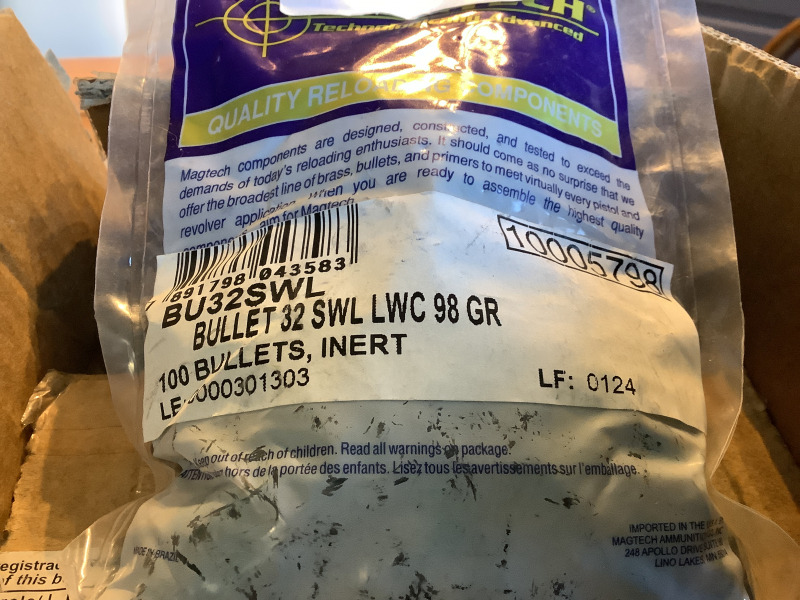 Advanced
QUALITY COMPONENTS
Magtech components are designed, and tested to exceed the
demands of today's reloading enthusiasts. It should come as no surprise that we
offer the broadest line of brass, bullets, and primers to meet virtually every pistol and
revolver when you are ready to assemble the highest quality
aim for Magtech
891798 043583
10005798
BU32SWL
BULLET 32 SWL LWC 98 GR
100 BULLETS, INERT
LF: 0124
out of reach of children. Read all warnings on package.
hors de la portée des enfants. Lisez tous les avertissements sur l'emballage.
MADE IN BRAZIL
IMPORTED IN THE
MAGTECH AMMUNITION
248 APOLLO DRIVE
LINO LAKES, MN
of this b